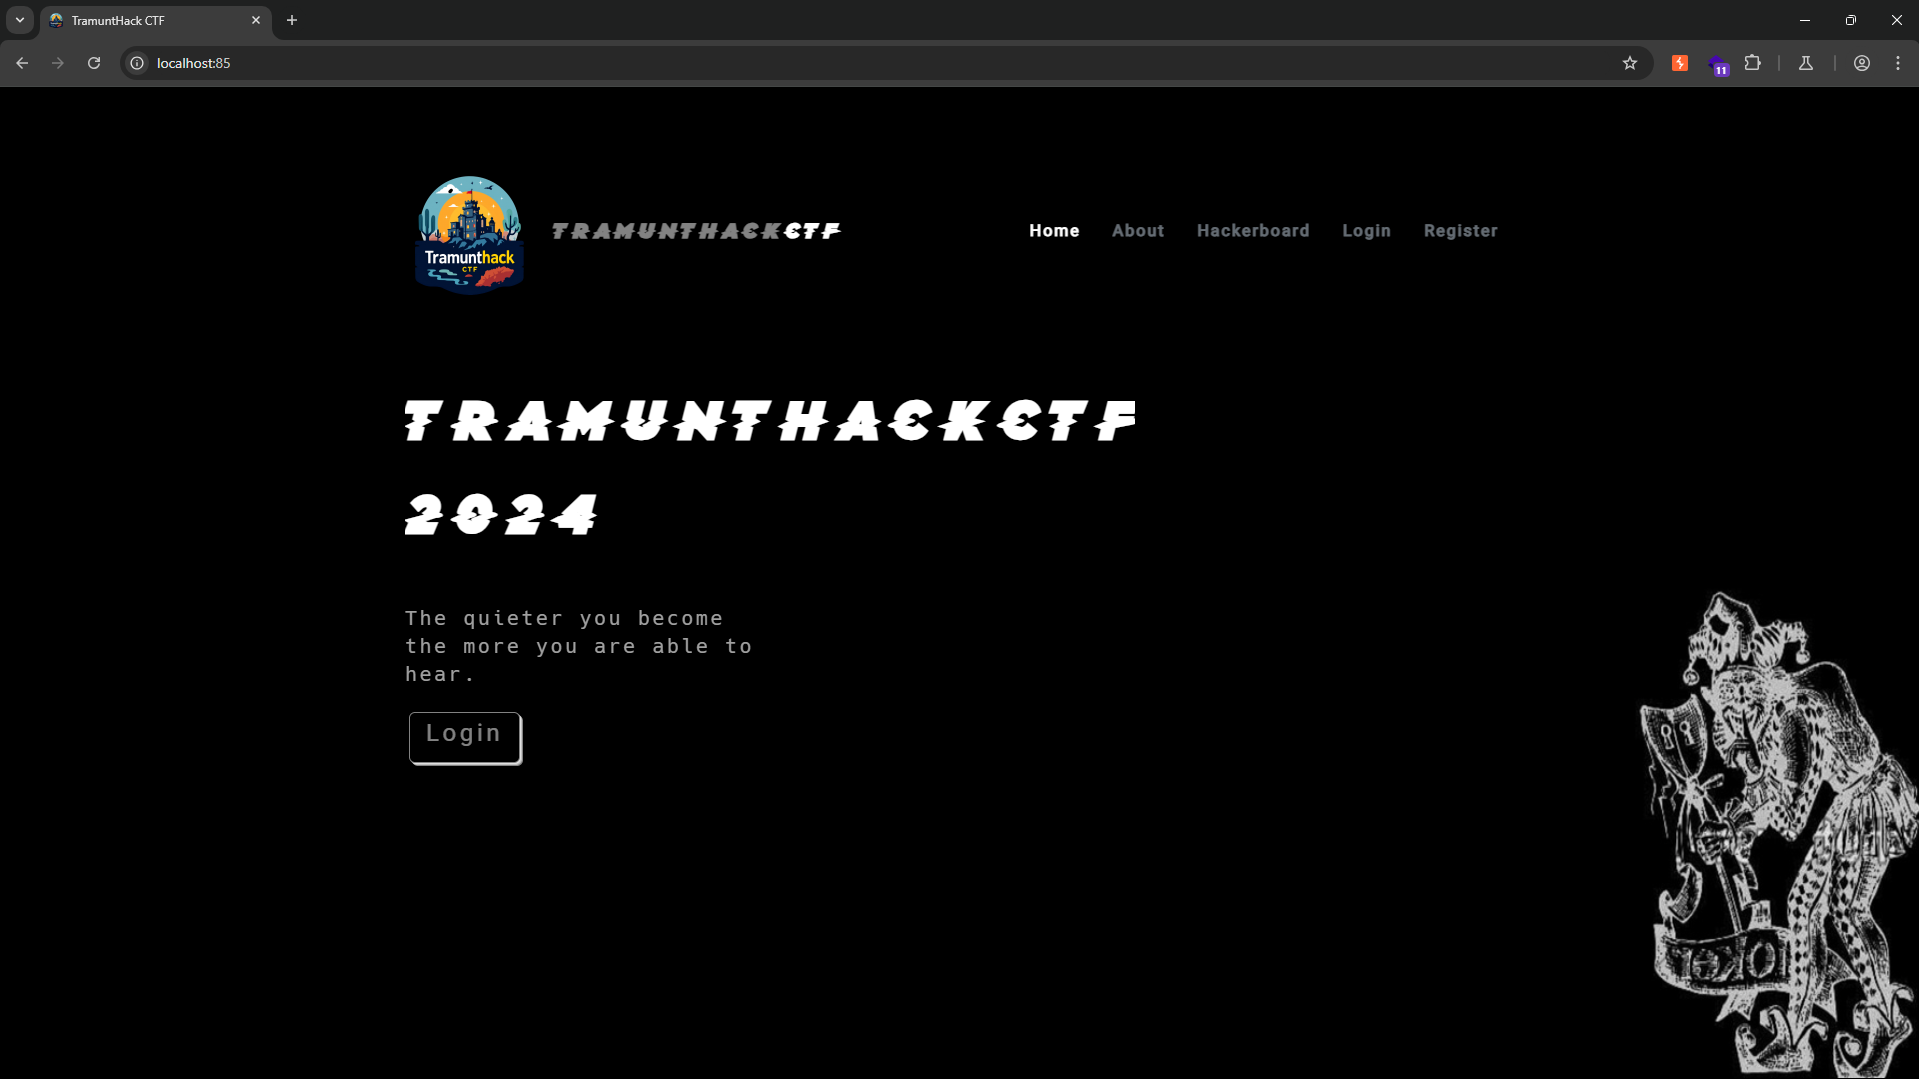 TramuntHack CTF
localhost:85
11
Tramunthack
CTF
TRAMUNTHACKCTF
Home About Hackerboard Login Register
TRAMUNTHACKCTF
2024
The quieter you become
the more you are able to
hear.
Login